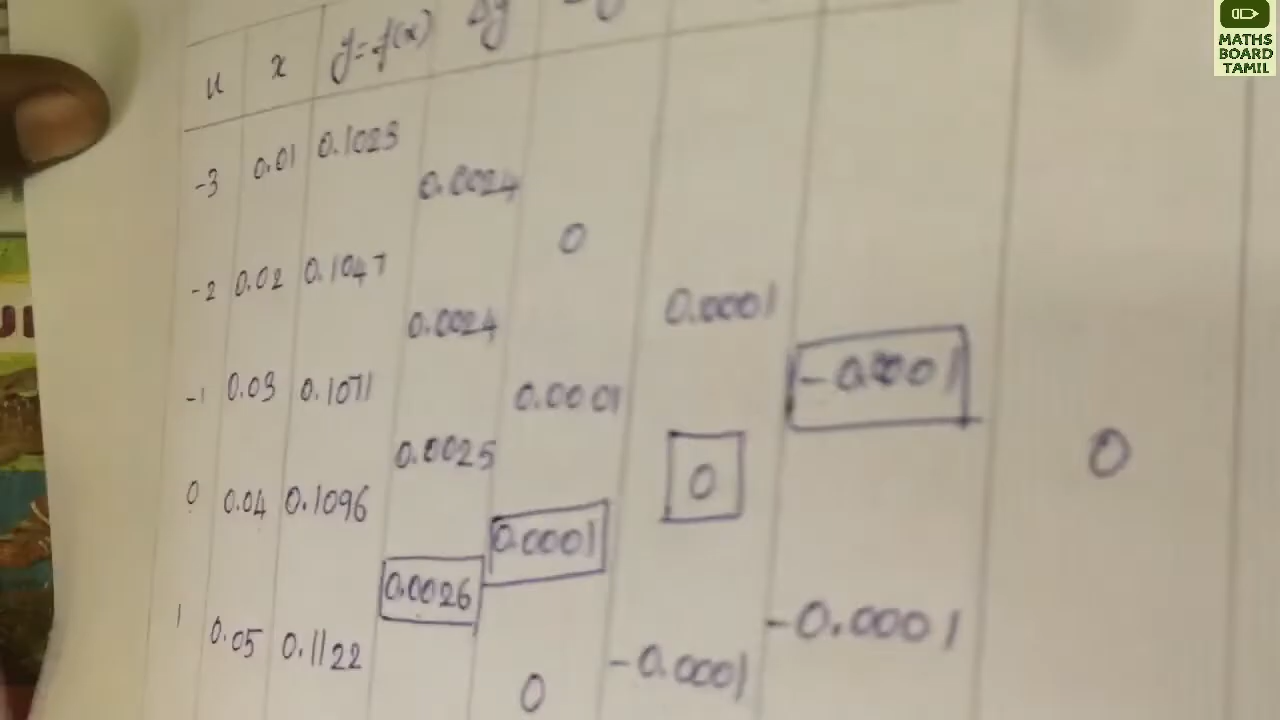 MATHS
BOARD
TAMIL
u x y=f(x) Δy
-3 0.01 0.1023
0.0024
0
-2 0.02 0.1047
0.0001
0.0024
-1 0.03 0.1071
0.0001
0.0025
0
0
0 0.04 0.1096
0.0001
0.0026
1 0.05 0.1122
-0.0001
-0.0001
0